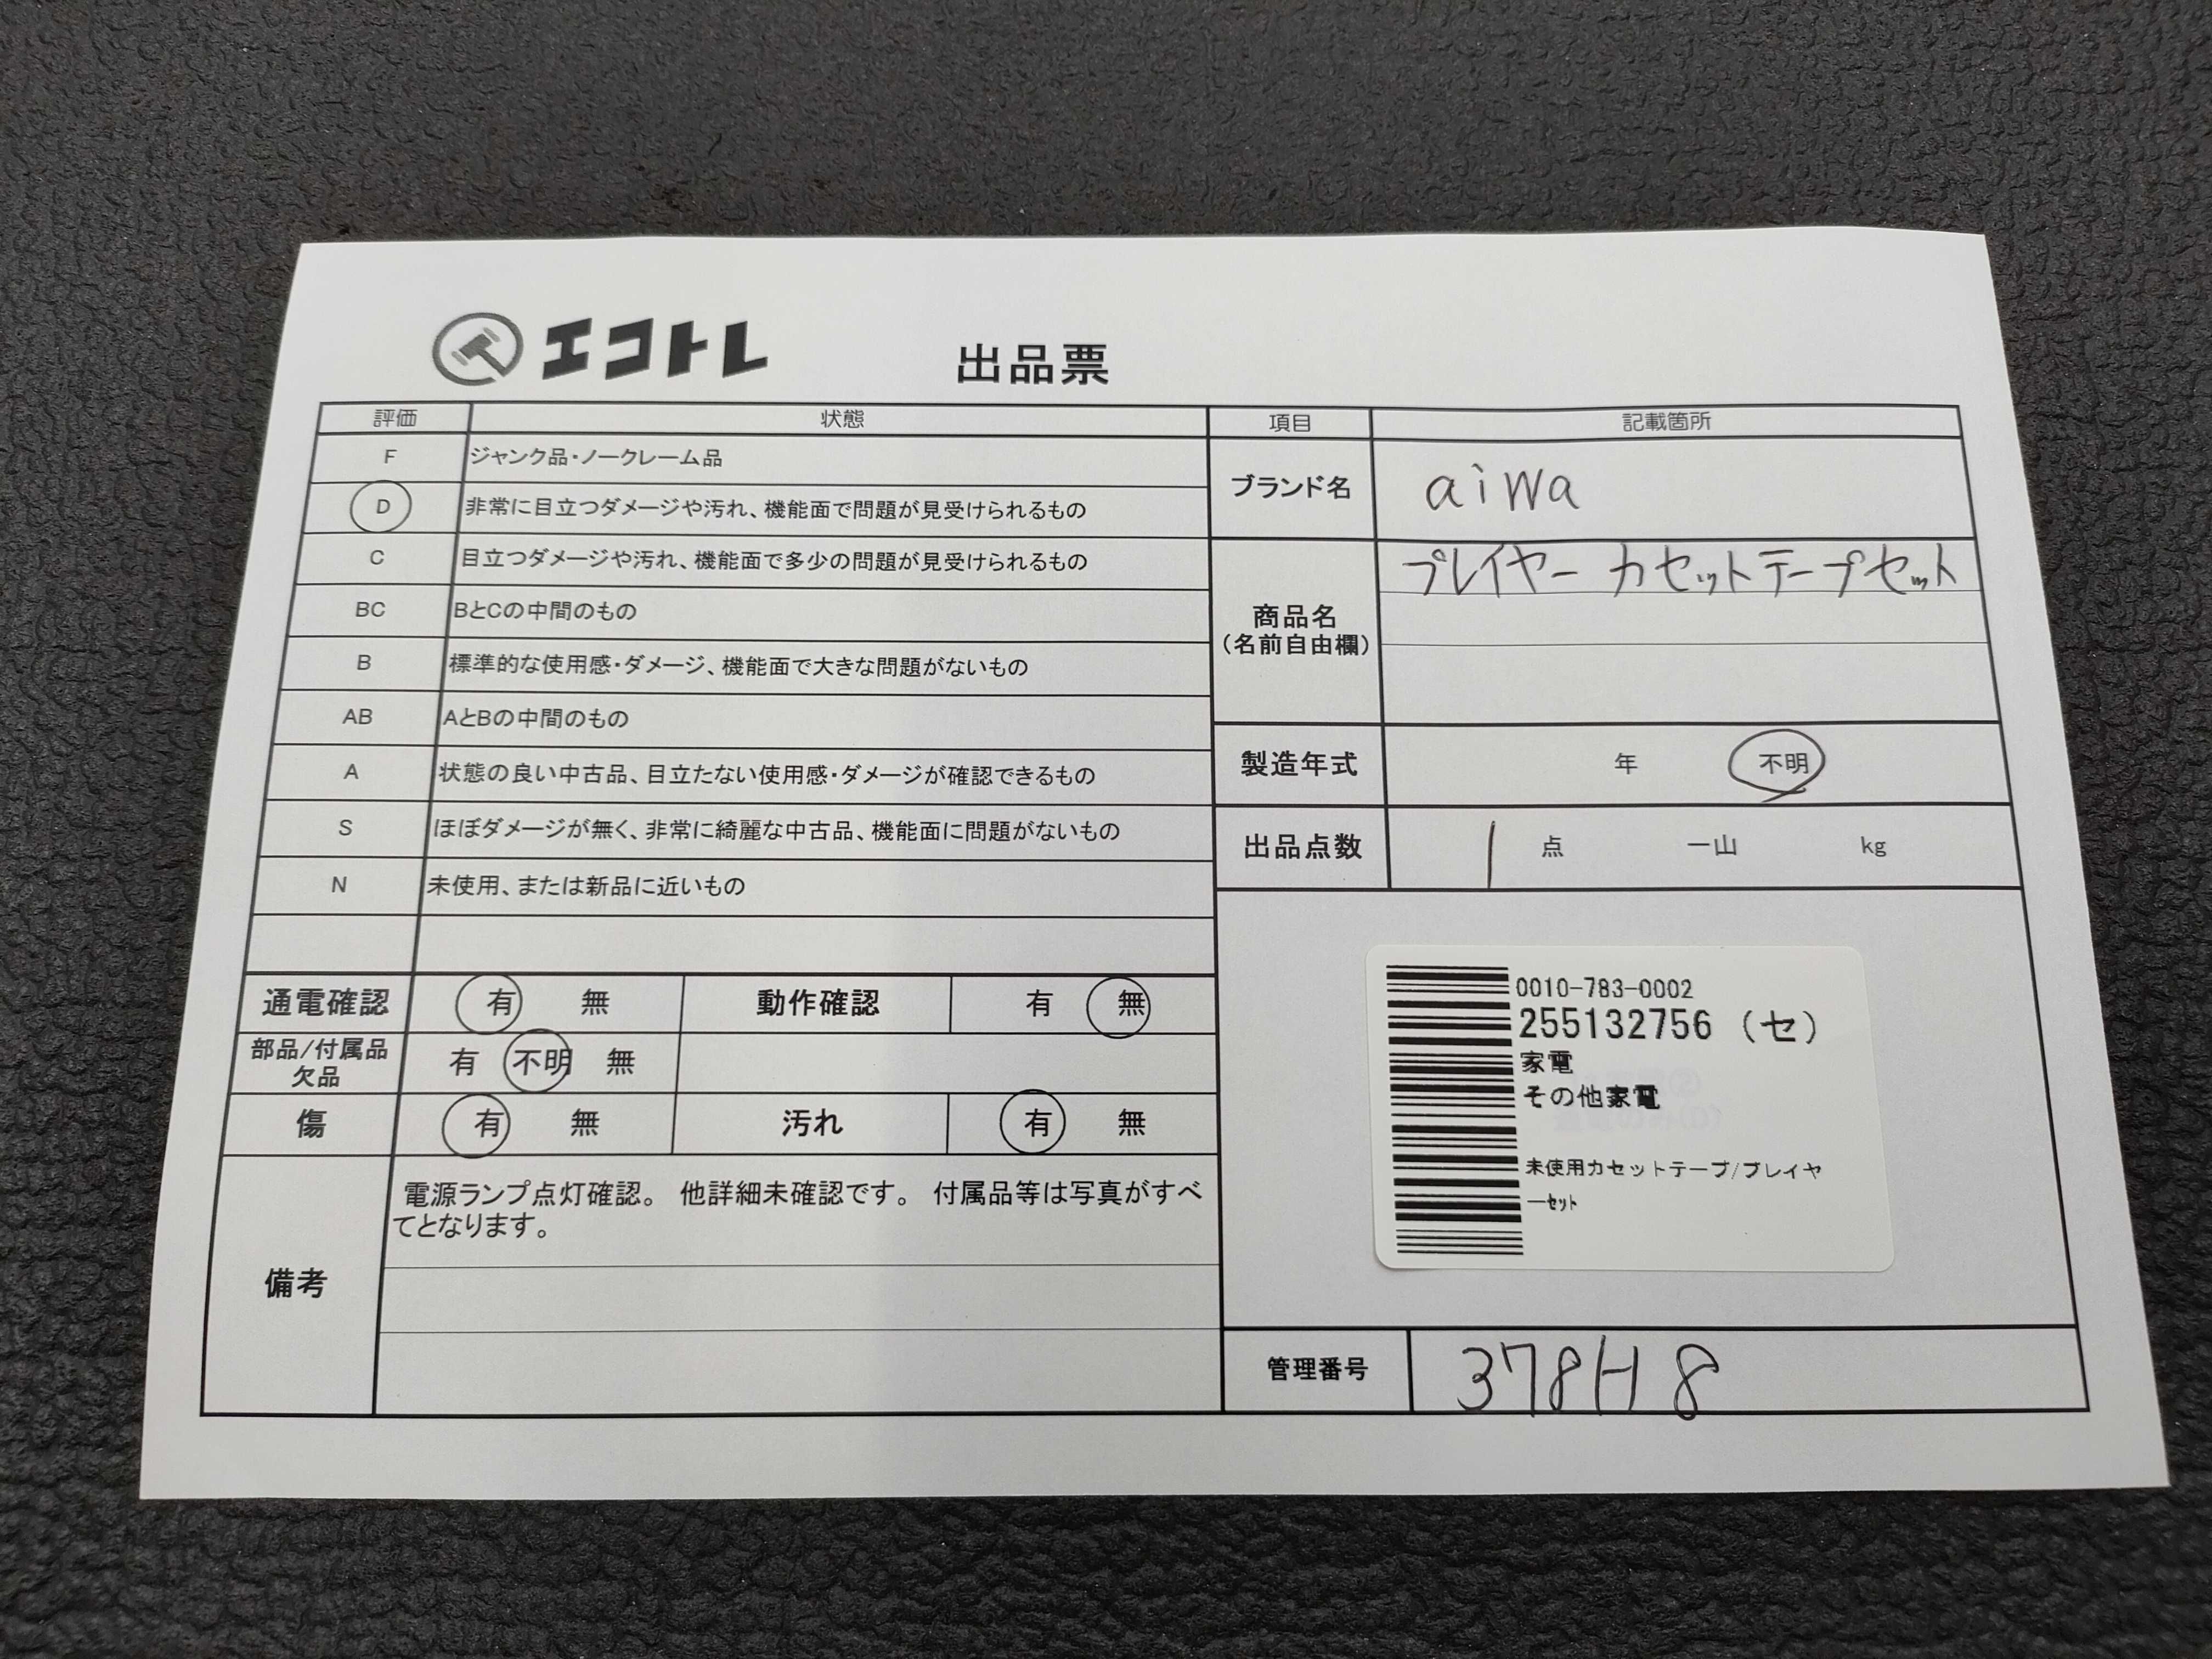 エコトレ
出品票
評価 状態
F ジャンク品・ノークレーム品
D 非常に目立つダメージや汚れ、機能面で問題が見受けられるもの
C 目立つダメージや汚れ、機能面で多少の問題が見受けられるもの
BC BとCの中間のもの
B 標準的な使用感・ダメージ、機能面で大きな問題がないもの
AB AとBの中間のもの
A 状態の良い中古品、目立たない使用感・ダメージが確認できるもの
S ほぼダメージが無く、非常に綺麗な中古品、機能面に問題がないもの
N 未使用、または新品に近いもの
通電確認 有 無 動作確認 有 無
部品/付属品
欠品 有 不明 無
傷 有 無 汚れ 有 無
備考
電源ランプ点灯確認。 他詳細未確認です。 付属品等は写真がすべ
てとなります。
項目 記載箇所
ブランド名 aiwa
商品名
(名前自由欄)
プレイヤー カセットテープセット
製造年式 年 不明
出品点数 1 点 一山 kg
0010-783-0002
255132756 (セ)
家電
その他家電
未使用カセットテープ/プレイヤ
ーセット
管理番号 378H 8